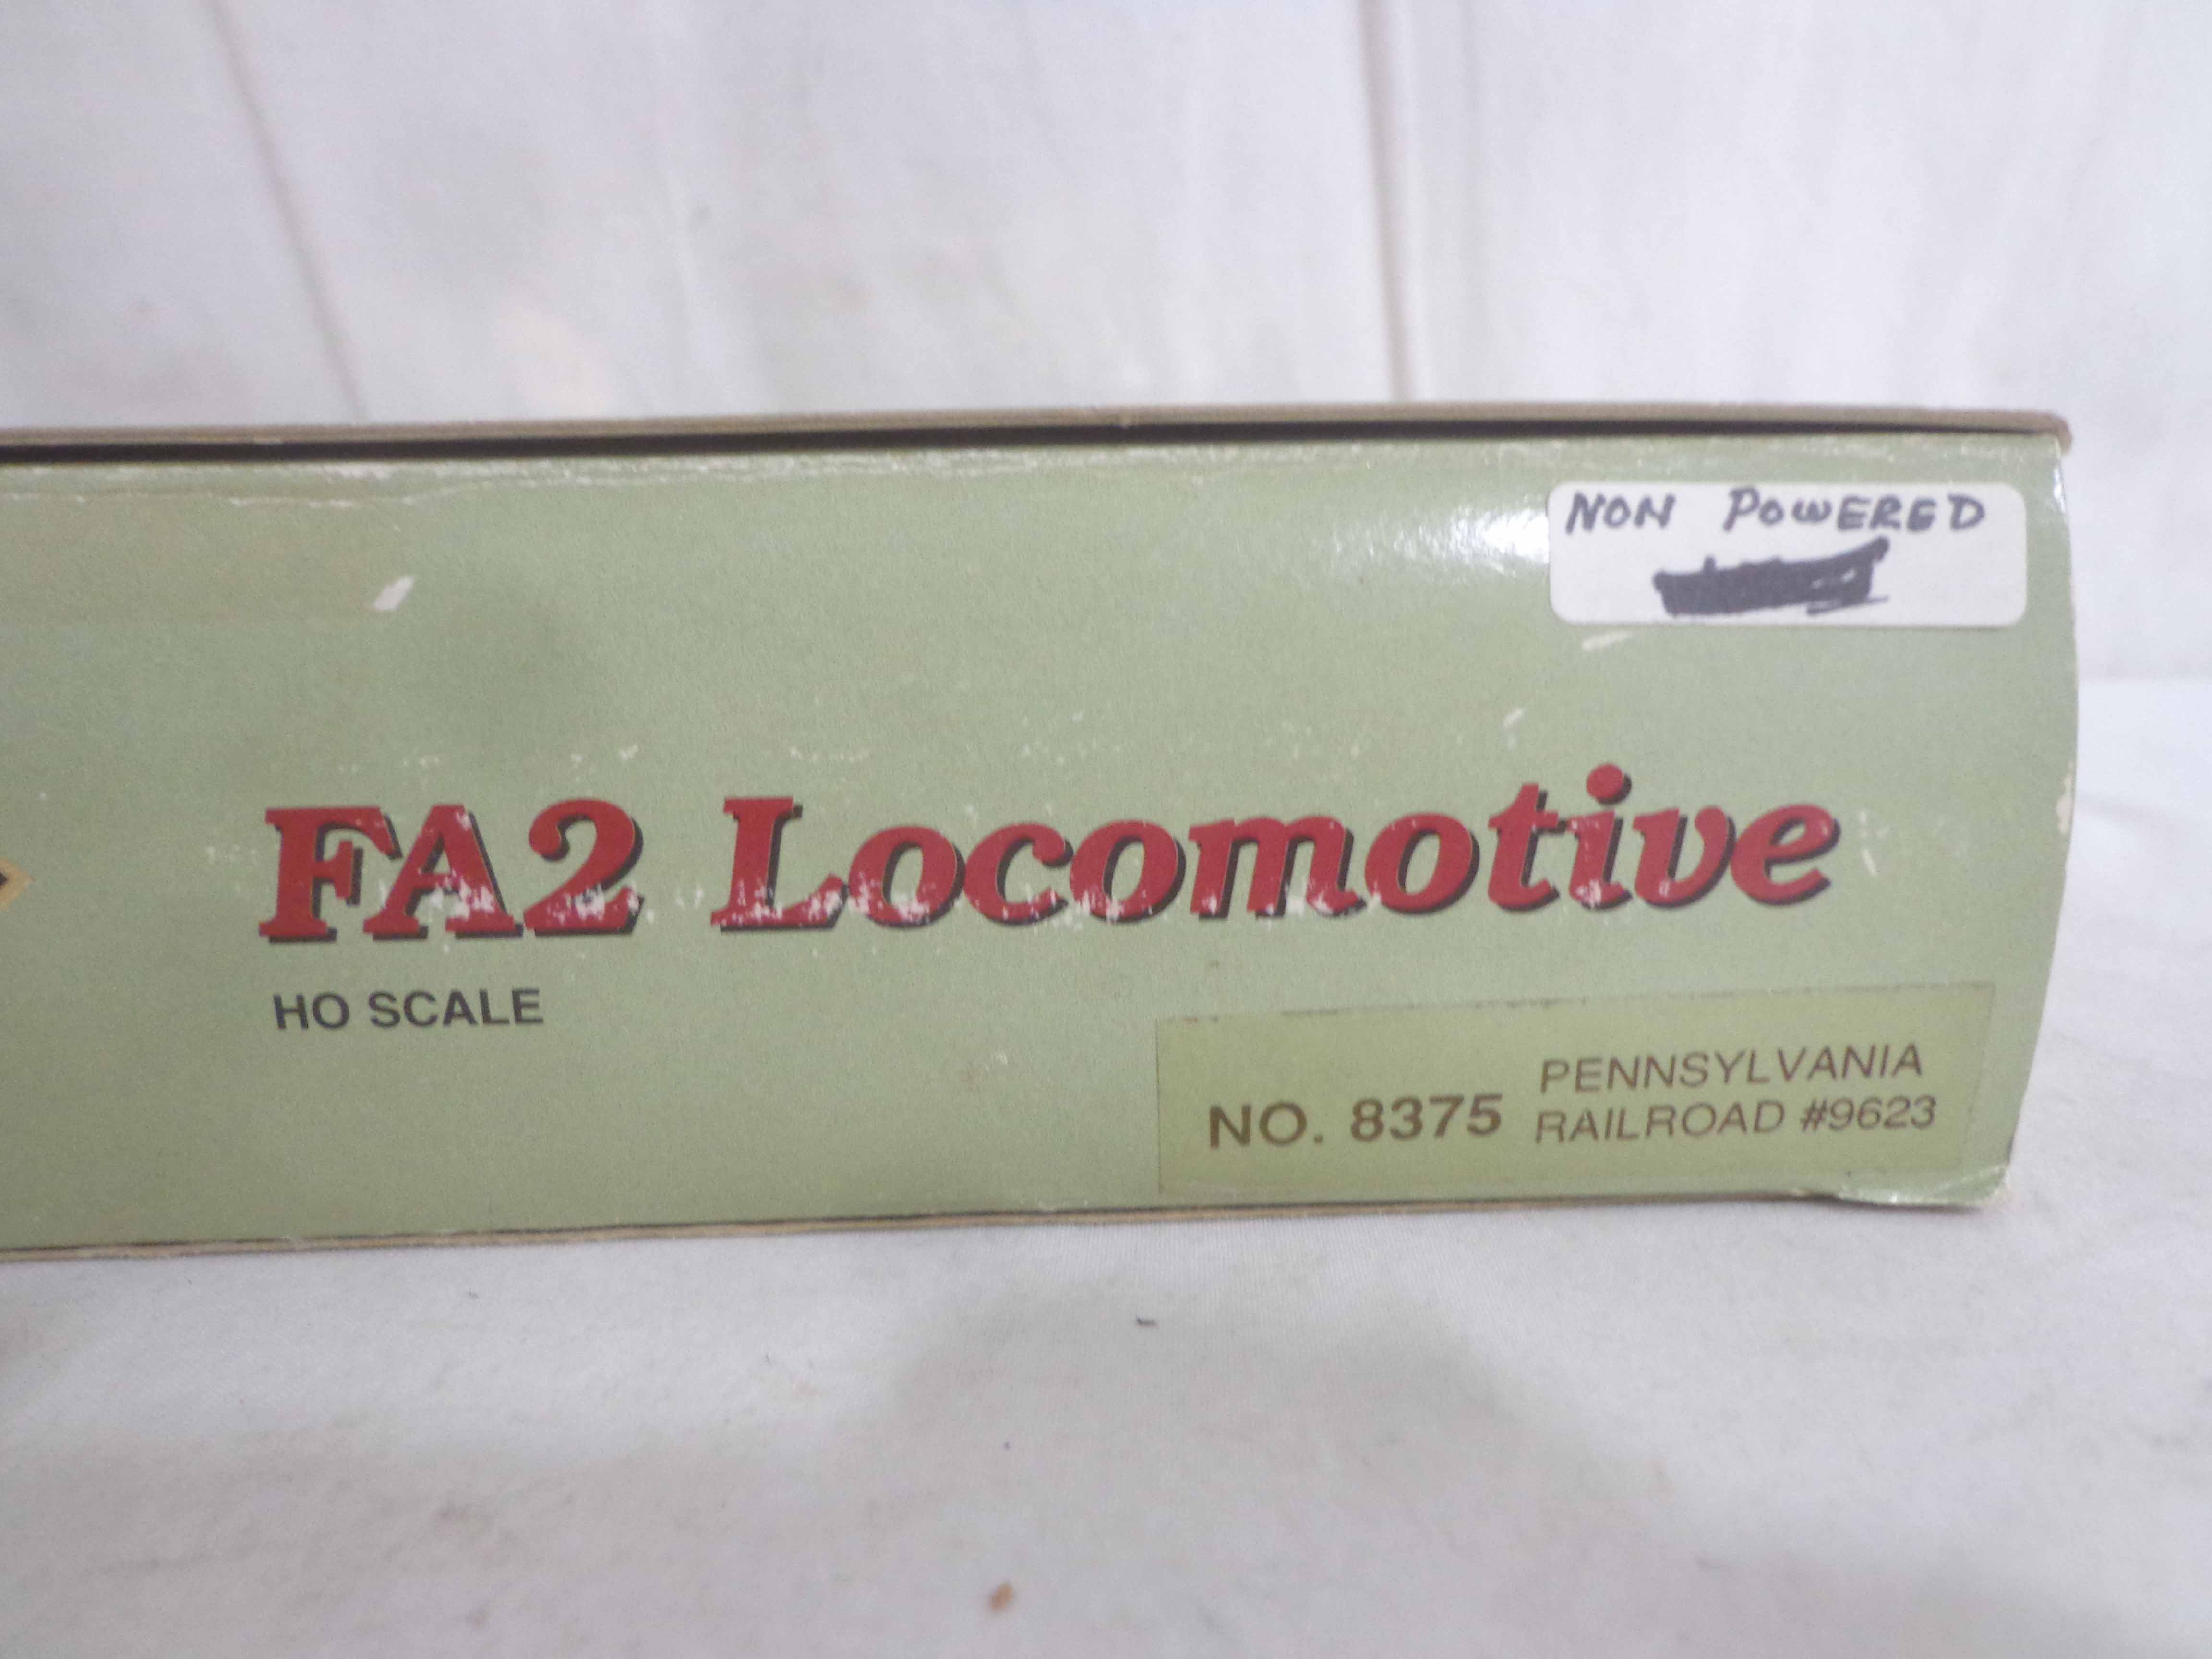 NON POWERED
FA2 Locomotive
HO SCALE
NO. 8375
PENNSYLVANIA
RAILROAD #9623